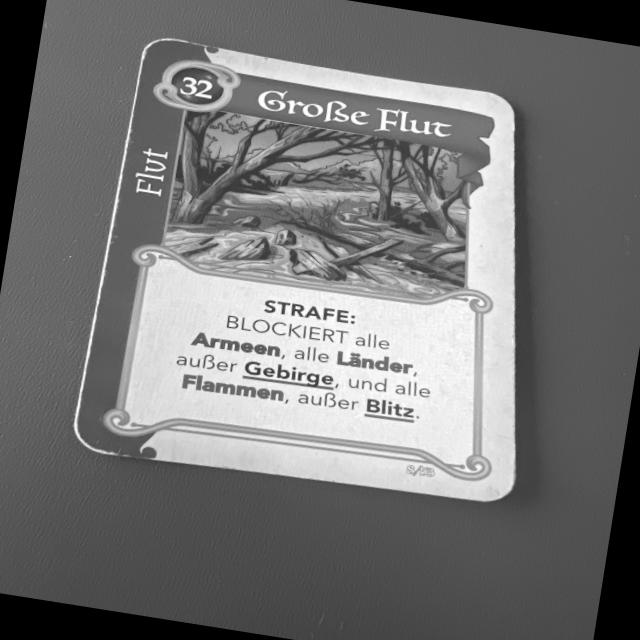 32
Große Flut
Flut
STRAFE:
BLOCKIERT alle
Armeen, alle Länder,
außer Gebirge, und alle
Flammen, außer Blitz.